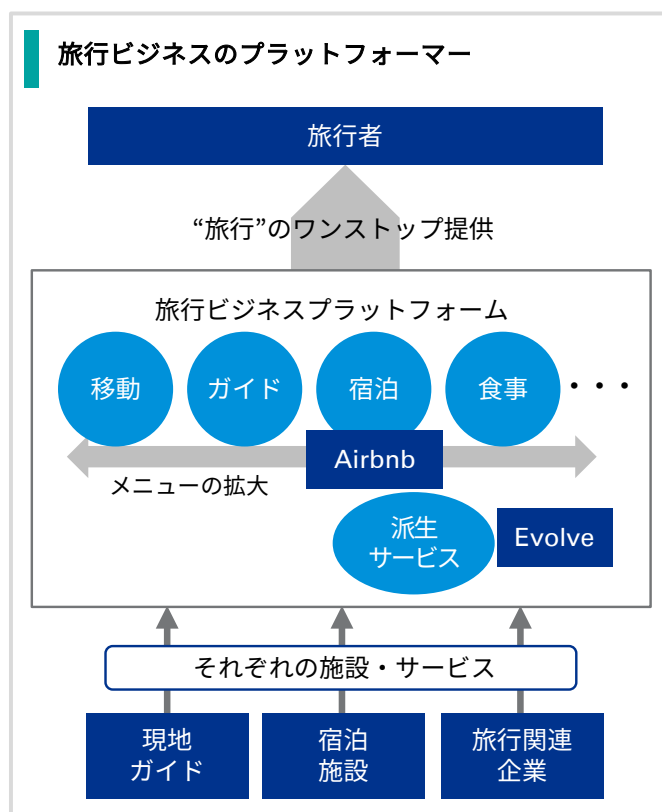 旅行ビジネスのプラットフォーマー
旅行者
“旅行”のワンストップ提供
旅行ビジネスプラットフォーム
移動
ガイド
宿泊
食事
・・・
Airbnb
メニューの拡大
派生
サービス
Evolve
それぞれの施設・サービス
現地
ガイド
宿泊
施設
旅行関連
企業